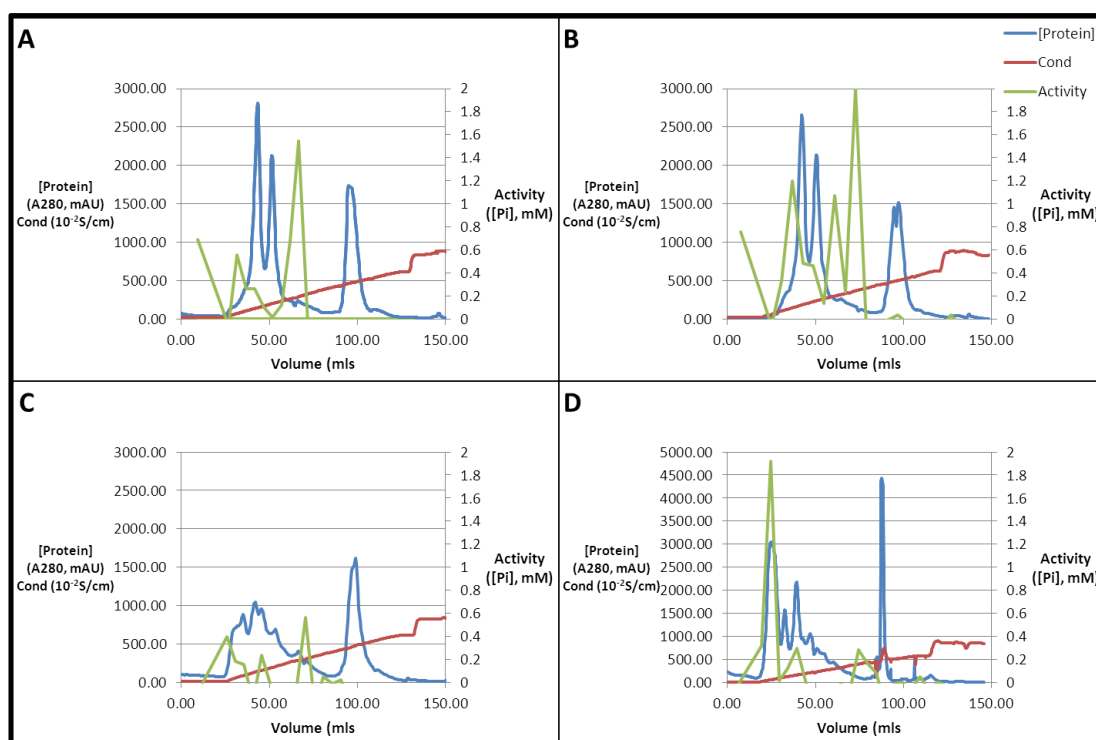 A
3000.00
2500.00
2000.00
1500.00
1000.00
500.00
0.00
[Protein]
(A280, mAU)
Cond (10⁻²S/cm)
2
1.8
1.6
1.4
1.2
1
0.8
0.6
0.4
0.2
0
Activity
([Pi], mM)
0.00 50.00 100.00 150.00
Volume (mls
B
[Protein]
Cond
Activity
3000.00
2500.00
2000.00
1500.00
1000.00
500.00
0.00
[Protein]
(A280, mAU)
Cond (10⁻²S/cm)
2
1.8
1.6
1.4
1.2
1
0.8
0.6
0.4
0.2
0
Activity
([Pi], mM)
0.00 50.00 100.00 150.00
Volume (mls
C
3000.00
2500.00
2000.00
1500.00
1000.00
500.00
0.00
[Protein]
(A280, mAU)
Cond (10⁻²S/cm)
2
1.8
1.6
1.4
1.2
1
0.8
0.6
0.4
0.2
0
Activity
([Pi], mM)
0.00 50.00 100.00 150.00
Volume (mls
D
5000.00
4500.00
4000.00
3500.00
3000.00
2500.00
2000.00
1500.00
1000.00
500.00
0.00
[Protein]
(A280, mAU)
Cond (10⁻²S/cm)
2
1.8
1.6
1.4
1.2
1
0.8
0.6
0.4
0.2
0
Activity
([Pi], mM)
0.00 50.00 100.00 150.00
Volume (mls